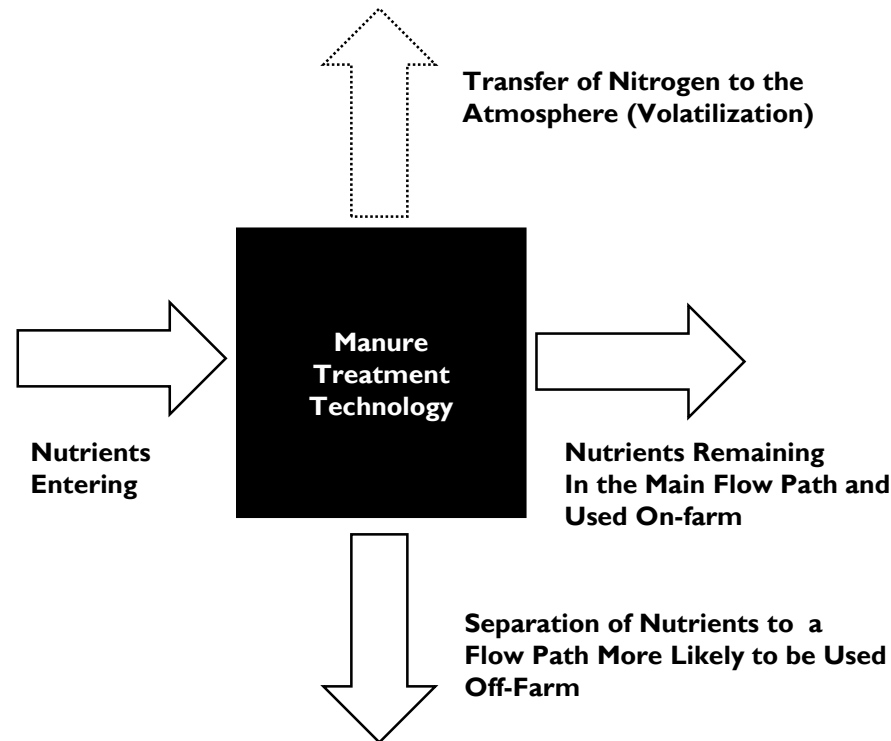 Transfer of Nitrogen to the
Atmosphere (Volatilization)
Manure
Treatment
Technology
Nutrients
Entering
Nutrients Remaining
In the Main Flow Path and
Used On-farm
Separation of Nutrients to a
Flow Path More Likely to be Used
Off-Farm